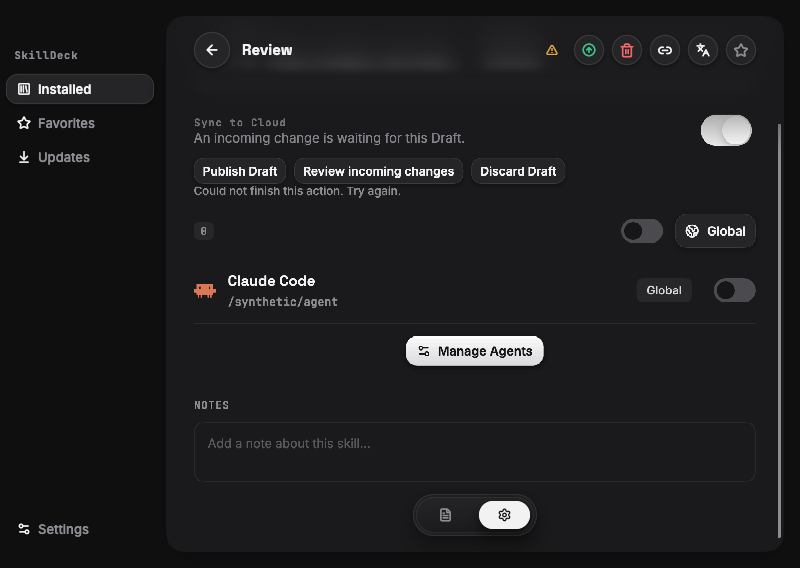 SkillDeck
Review
Installed
Favorites
Updates
Sync to Cloud
An incoming change is waiting for this Draft.
Publish Draft
Review incoming changes
Discard Draft
Could not finish this action. Try again.
0
Global
Claude Code
/synthetic/agent
Global
Manage Agents
NOTES
Add a note about this skill...
Settings